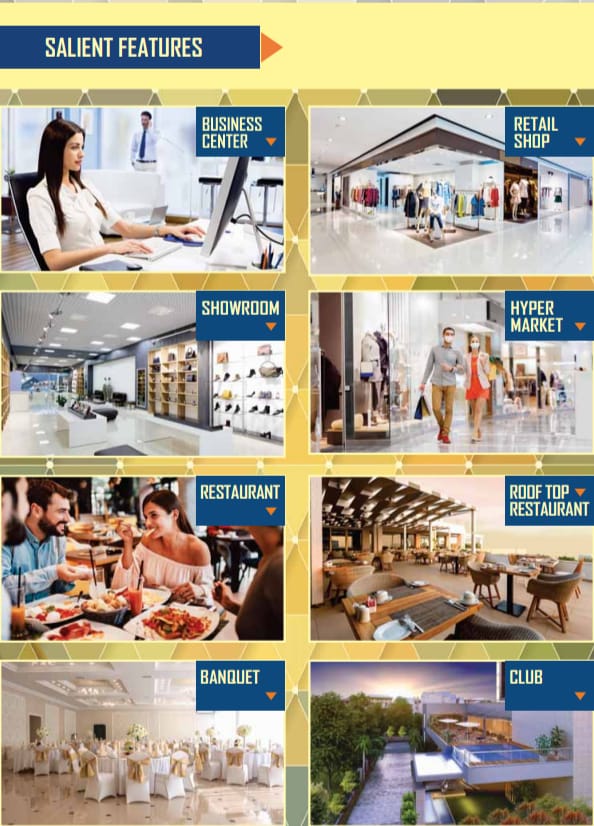 SALIENT FEATURES
BUSINESS
CENTER
RETAIL
SHOP
SHOWROOM
HYPER
MARKET
RESTAURANT
ROOF TOP
RESTAURANT
BANQUET
CLUB